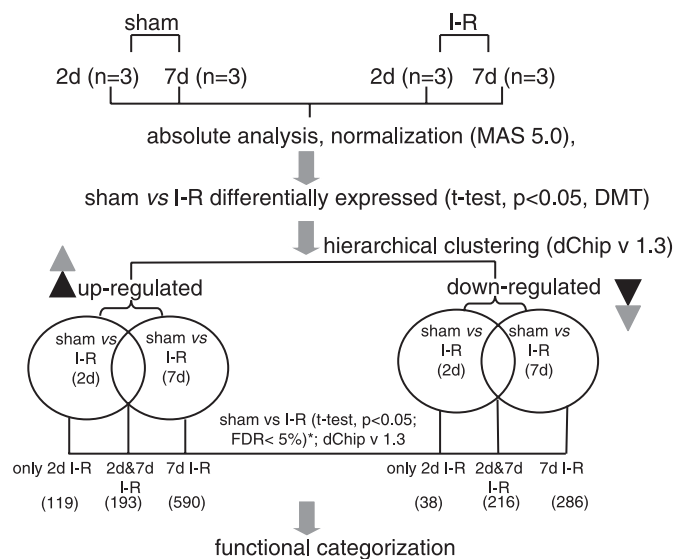 sham I-R
2d (n=3) 7d (n=3) 2d (n=3) 7d (n=3)
absolute analysis, normalization (MAS 5.0),
sham vs I-R differentially expressed (t-test, p<0.05, DMT)
hierarchical clustering (dChip v 1.3)
up-regulated down-regulated
sham vs sham vs sham vs sham vs
I-R I-R I-R I-R
(2d) (7d) (2d) (7d)
sham vs I-R (t-test, p<0.05;
FDR< 5%)*; dChip v 1.3
only 2d I-R 2d&7d 7d I-R only 2d I-R 2d&7d 7d I-R
I-R I-R
(119) (193) (590) (38) (216) (286)
functional categorization